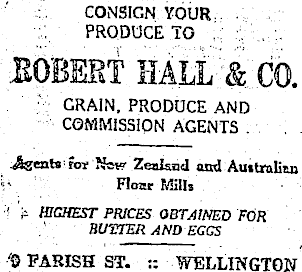 CONSIGN YOUR
PRODUCE TO
ROBERT HALL & CO.
GRAIN, PRODUCE AND
COMMISSION AGENTS
Agents for New Zealand and Australian
Flour Mills
HIGHEST PRICES OBTAINED FOR
BUTTER AND EGGS
9 FARISH ST. :: WELLINGTON